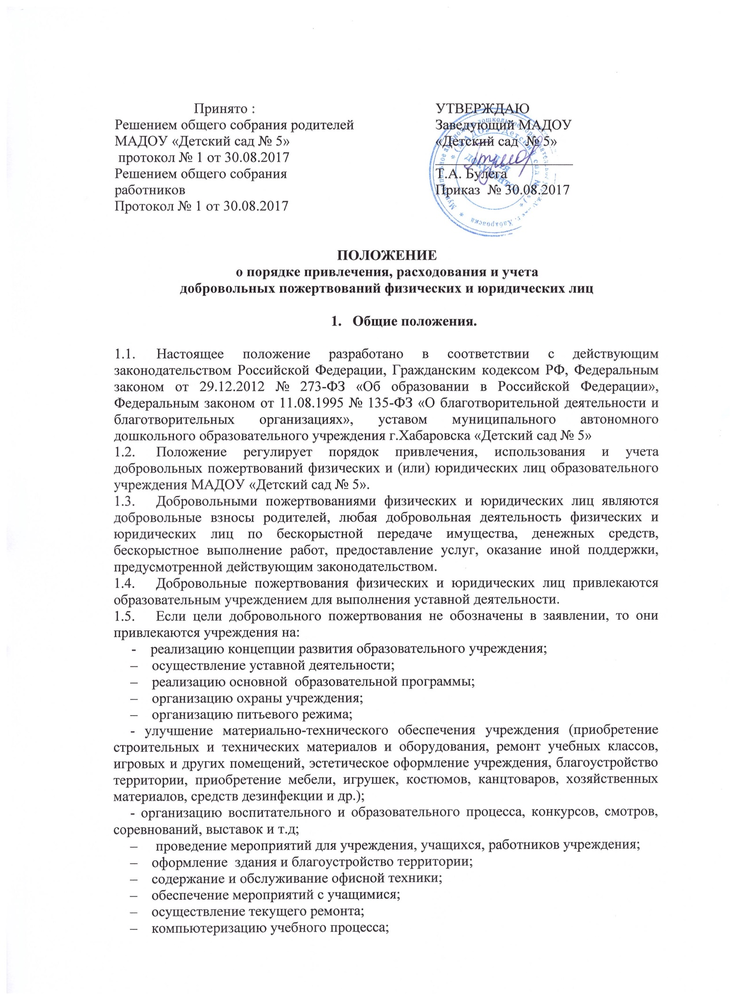 Принято :
Решением общего собрания родителей
МАДОУ «Детский сад № 5»
протокол № 1 от 30.08.2017
Решением общего собрания
работников
Протокол № 1 от 30.08.2017
УТВЕРЖДАЮ
Заведующий МАДОУ
«Детский сад № 5»
Т.А. Булега
Приказ № 30.08.2017
ПОЛОЖЕНИЕ
о порядке привлечения, расходования и учета
добровольных пожертвований физических и юридических лиц
1. Общие положения.
1.1. Настоящее положение разработано в соответствии с действующим
законодательством Российской Федерации, Гражданским кодексом РФ, Федеральным
законом от 29.12.2012 № 273-ФЗ «Об образовании в Российской Федерации»,
Федеральным законом от 11.08.1995 № 135-ФЗ «О благотворительной деятельности и
благотворительных организациях», уставом муниципального автономного
дошкольного образовательного учреждения г.Хабаровска «Детский сад № 5»
1.2. Положение регулирует порядок привлечения, использования и учета
добровольных пожертвований физических и (или) юридических лиц образовательного
учреждения МАДОУ «Детский сад № 5».
1.3. Добровольными пожертвованиями физических и юридических лиц являются
добровольные взносы родителей, любая добровольная деятельность физических и
юридических лиц по бескорыстной передаче имущества, денежных средств,
бескорыстное выполнение работ, предоставление услуг, оказание иной поддержки,
предусмотренной действующим законодательством.
1.4. Добровольные пожертвования физических и юридических лиц привлекаются
образовательным учреждением для выполнения уставной деятельности.
1.5. Если цели добровольного пожертвования не обозначены в заявлении, то они
привлекаются учреждения на:
- реализацию концепции развития образовательного учреждения;
– осуществление уставной деятельности;
– реализацию основной образовательной программы;
– организацию охраны учреждения;
– организацию питьевого режима;
- улучшение материально-технического обеспечения учреждения (приобретение
строительных и технических материалов и оборудования, ремонт учебных классов,
игровых и других помещений, эстетическое оформление учреждения, благоустройство
территории, приобретение мебели, игрушек, костюмов, канцтоваров, хозяйственных
материалов, средств дезинфекции и др.);
- организацию воспитательного и образовательного процесса, конкурсов, смотров,
соревнований, выставок и т.д;
– проведение мероприятий для учреждения, учащихся, работников учреждения;
– оформление здания и благоустройство территории;
– содержание и обслуживание офисной техники;
– обеспечение мероприятий с учащимися;
– осуществление текущего ремонта;
– компьютеризацию учебного процесса;